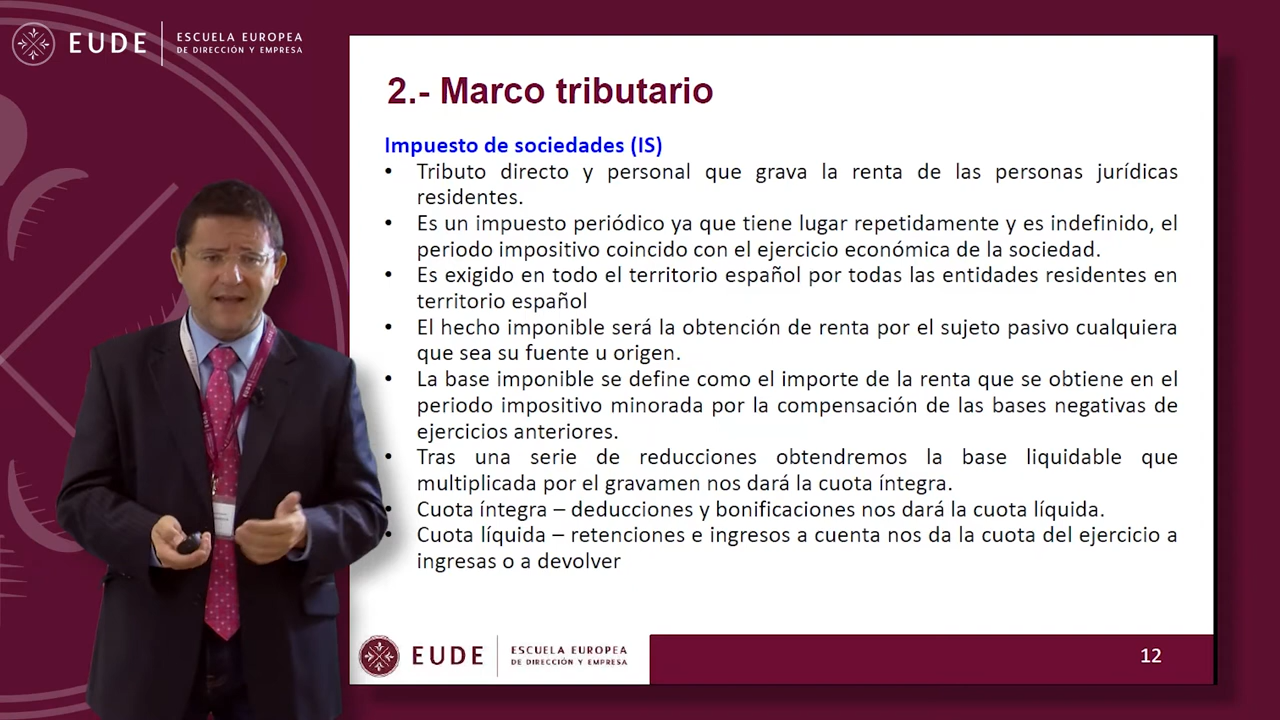 EUDE
ESCUELA EUROPEA
DE DIRECCIÓN Y EMPRESA
2.- Marco tributario
Impuesto de sociedades (IS)
• Tributo directo y personal que grava la renta de las personas jurídicas
residentes.
• Es un impuesto periódico ya que tiene lugar repetidamente y es indefinido, el
periodo impositivo coincido con el ejercicio económica de la sociedad.
• Es exigido en todo el territorio español por todas las entidades residentes en
territorio español
• El hecho imponible será la obtención de renta por el sujeto pasivo cualquiera
que sea su fuente u origen.
• La base imponible se define como el importe de la renta que se obtiene en el
periodo impositivo minorada por la compensación de las bases negativas de
ejercicios anteriores.
• Tras una serie de reducciones obtendremos la base liquidable que
multiplicada por el gravamen nos dará la cuota íntegra.
• Cuota íntegra – deducciones y bonificaciones nos dará la cuota líquida.
• Cuota líquida – retenciones e ingresos a cuenta nos da la cuota del ejercicio a
ingresas o a devolver
EUDE
ESCUELA EUROPEA
DE DIRECCIÓN Y EMPRESA
12